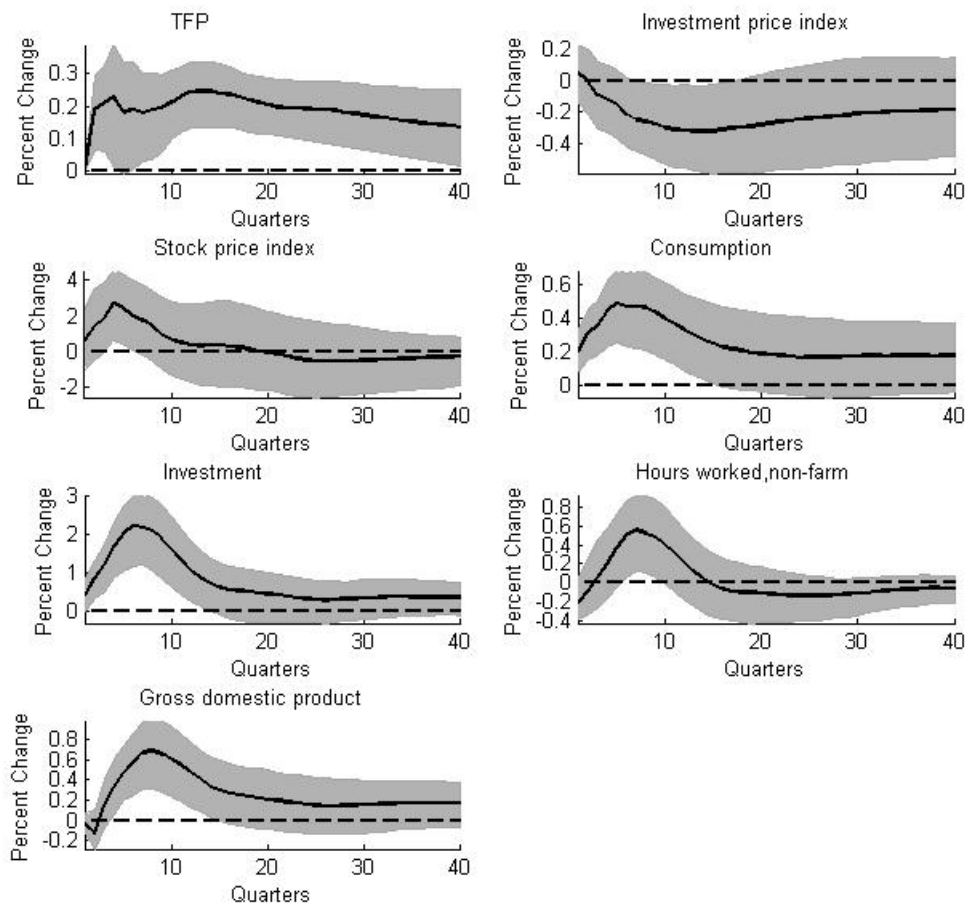 TFP
Percent Change
0.3
0.2
0.1
0
10
20
30
40
Quarters
Investment price index
Percent Change
0.2
0
-0.2
-0.4
10
20
30
40
Quarters
Stock price index
Percent Change
4
2
0
-2
10
20
30
40
Quarters
Consumption
Percent Change
0.6
0.4
0.2
0
10
20
30
40
Quarters
Investment
Percent Change
3
2
1
0
10
20
30
40
Quarters
Hours worked,non-farm
Percent Change
0.8
0.6
0.4
0.2
0
-0.2
-0.4
10
20
30
40
Quarters
Gross domestic product
Percent Change
0.8
0.6
0.4
0.2
0
-0.2
10
20
30
40
Quarters